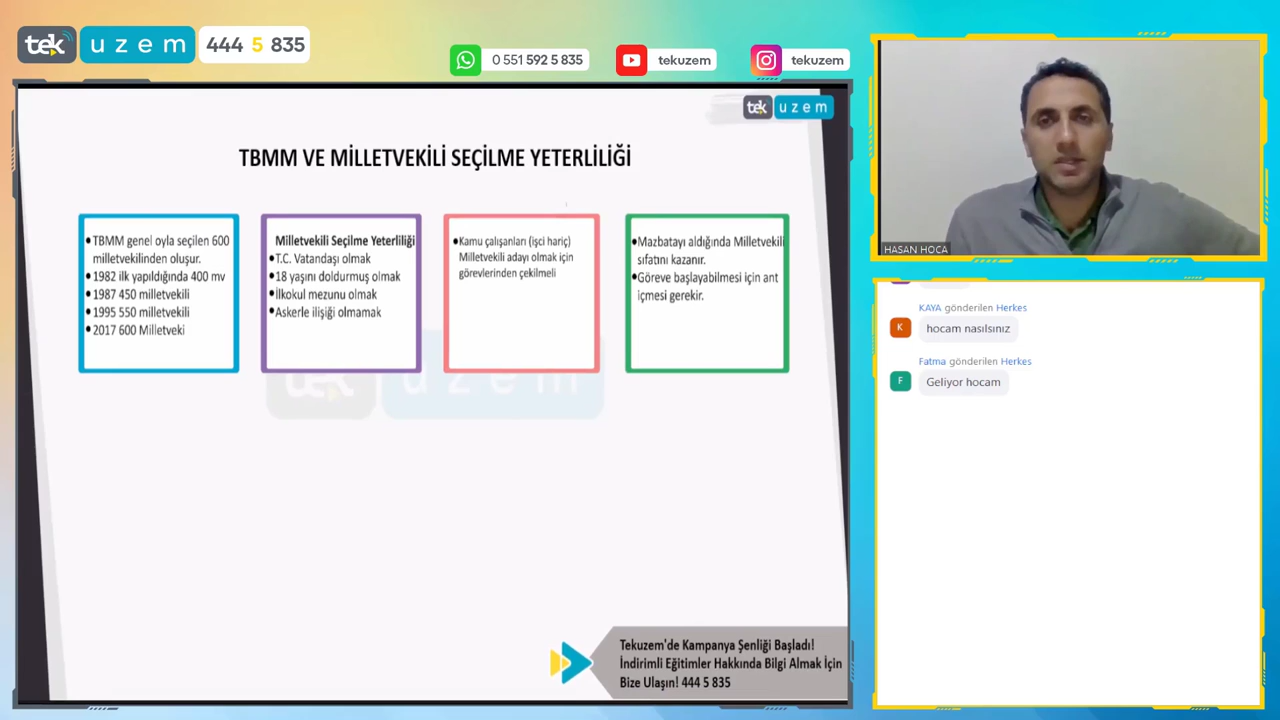 tek uzem 444 5 835
0 551 592 5 835
tekuzem
tekuzem
tek uzem
TBMM VE MİLLETVEKİLİ SEÇİLME YETERLİLİĞİ
•TBMM genel oyla seçilen 600
milletvekilinden oluşur.
•1982 ilk yapıldığında 400 mv
•1987 450 milletvekili
•1995 550 milletvekili
•2017 600 Milletveki
Milletvekili Seçilme Yeterliliği
•T.C. Vatandaşı olmak
•18 yaşını doldurmuş olmak
•İlkokul mezunu olmak
•Askerle ilişiği olmamak
•Kamu çalışanları (işci hariç)
Milletvekili adayı olmak için
görevlerinden çekilmeli
•Mazbatayı aldığında Milletvekili
sıfatını kazanır.
•Göreve başlayabilmesi için ant
içmesi gerekir.
tek uzem
Tekuzem'de Kampanya Şenliği Başladı!
İndirimli Eğitimler Hakkında Bilgi Almak İçin
Bize Ulaşın! 444 5 835
HASAN HOCA
KAYA gönderilen Herkes
K
hocam nasılsınız
Fatma gönderilen Herkes
F
Geliyor hocam